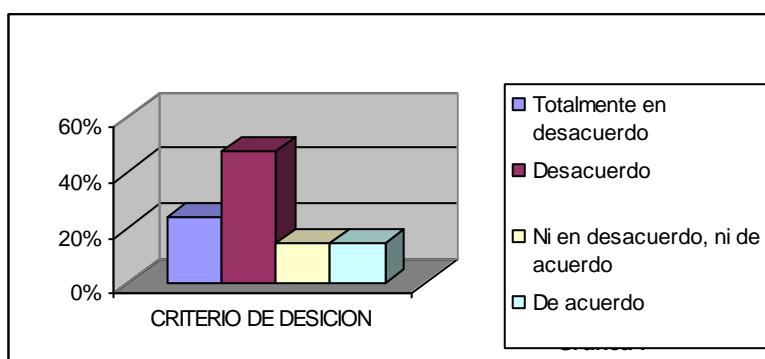 60%
40%
20%
0%
CRITERIO DE DESICION
Totalmente en
desacuerdo
Desacuerdo
Ni en desacuerdo, ni de
acuerdo
De acuerdo